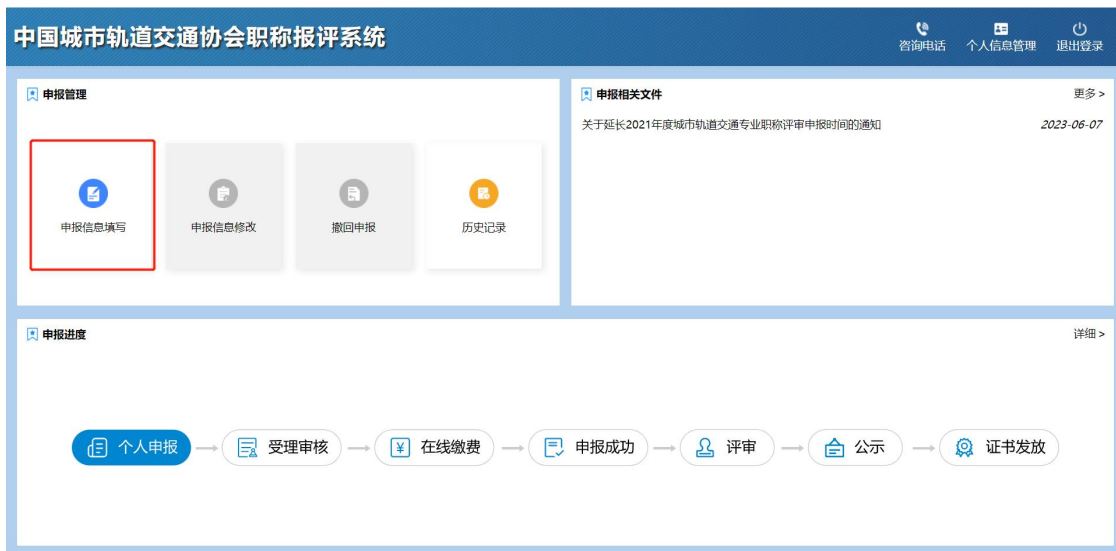 中国城市轨道交通协会职称报评系统
咨询电话 个人信息管理 退出登录
申报管理
申报信息填写 申报信息修改 撤回申报 历史记录
申报相关文件 更多 >
关于延长2021年度城市轨道交通专业职称评审申报时间的通知 2023-06-07
申报进度 详细 >
个人申报 受理审核 在线缴费 申报成功 评审 公示 证书发放